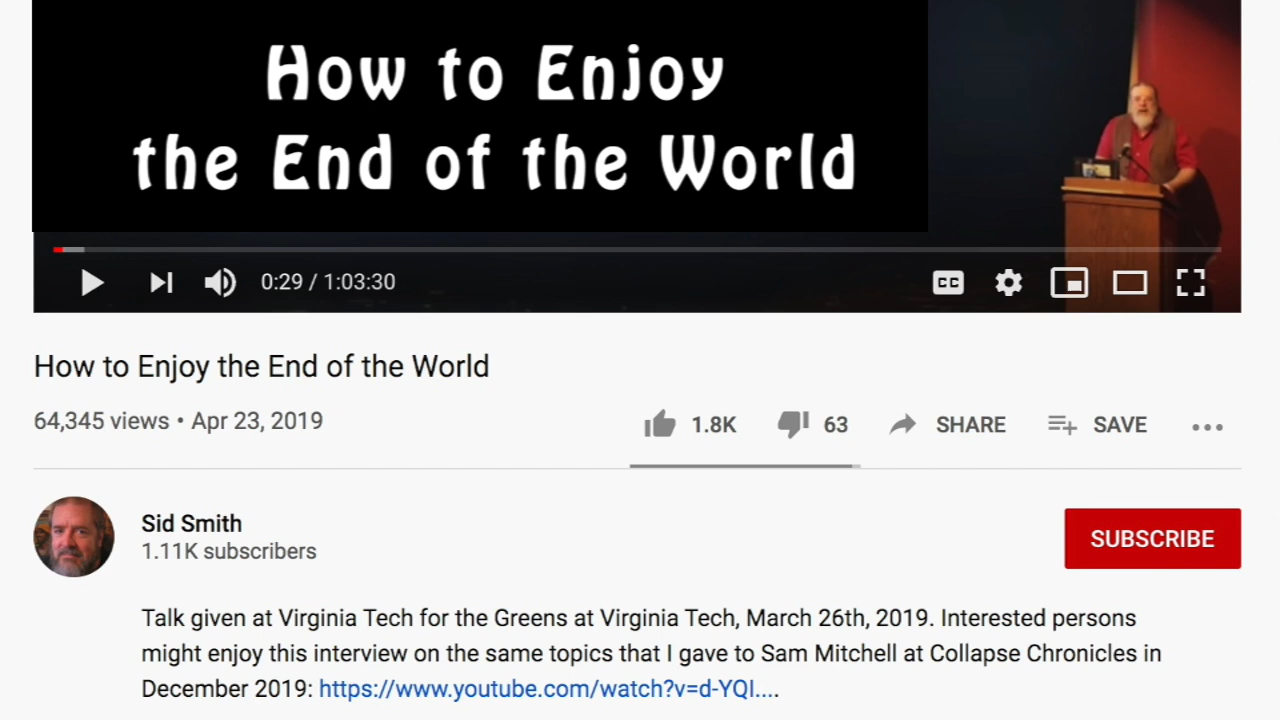 How to Enjoy
the End of the World
0:29 / 1:03:30
CC
How to Enjoy the End of the World
64,345 views • Apr 23, 2019
1.8K
63
SHARE
SAVE
Sid Smith
1.11K subscribers
SUBSCRIBE
Talk given at Virginia Tech for the Greens at Virginia Tech, March 26th, 2019. Interested persons
might enjoy this interview on the same topics that I gave to Sam Mitchell at Collapse Chronicles in
December 2019: https://www.youtube.com/watch?v=d-YQI....